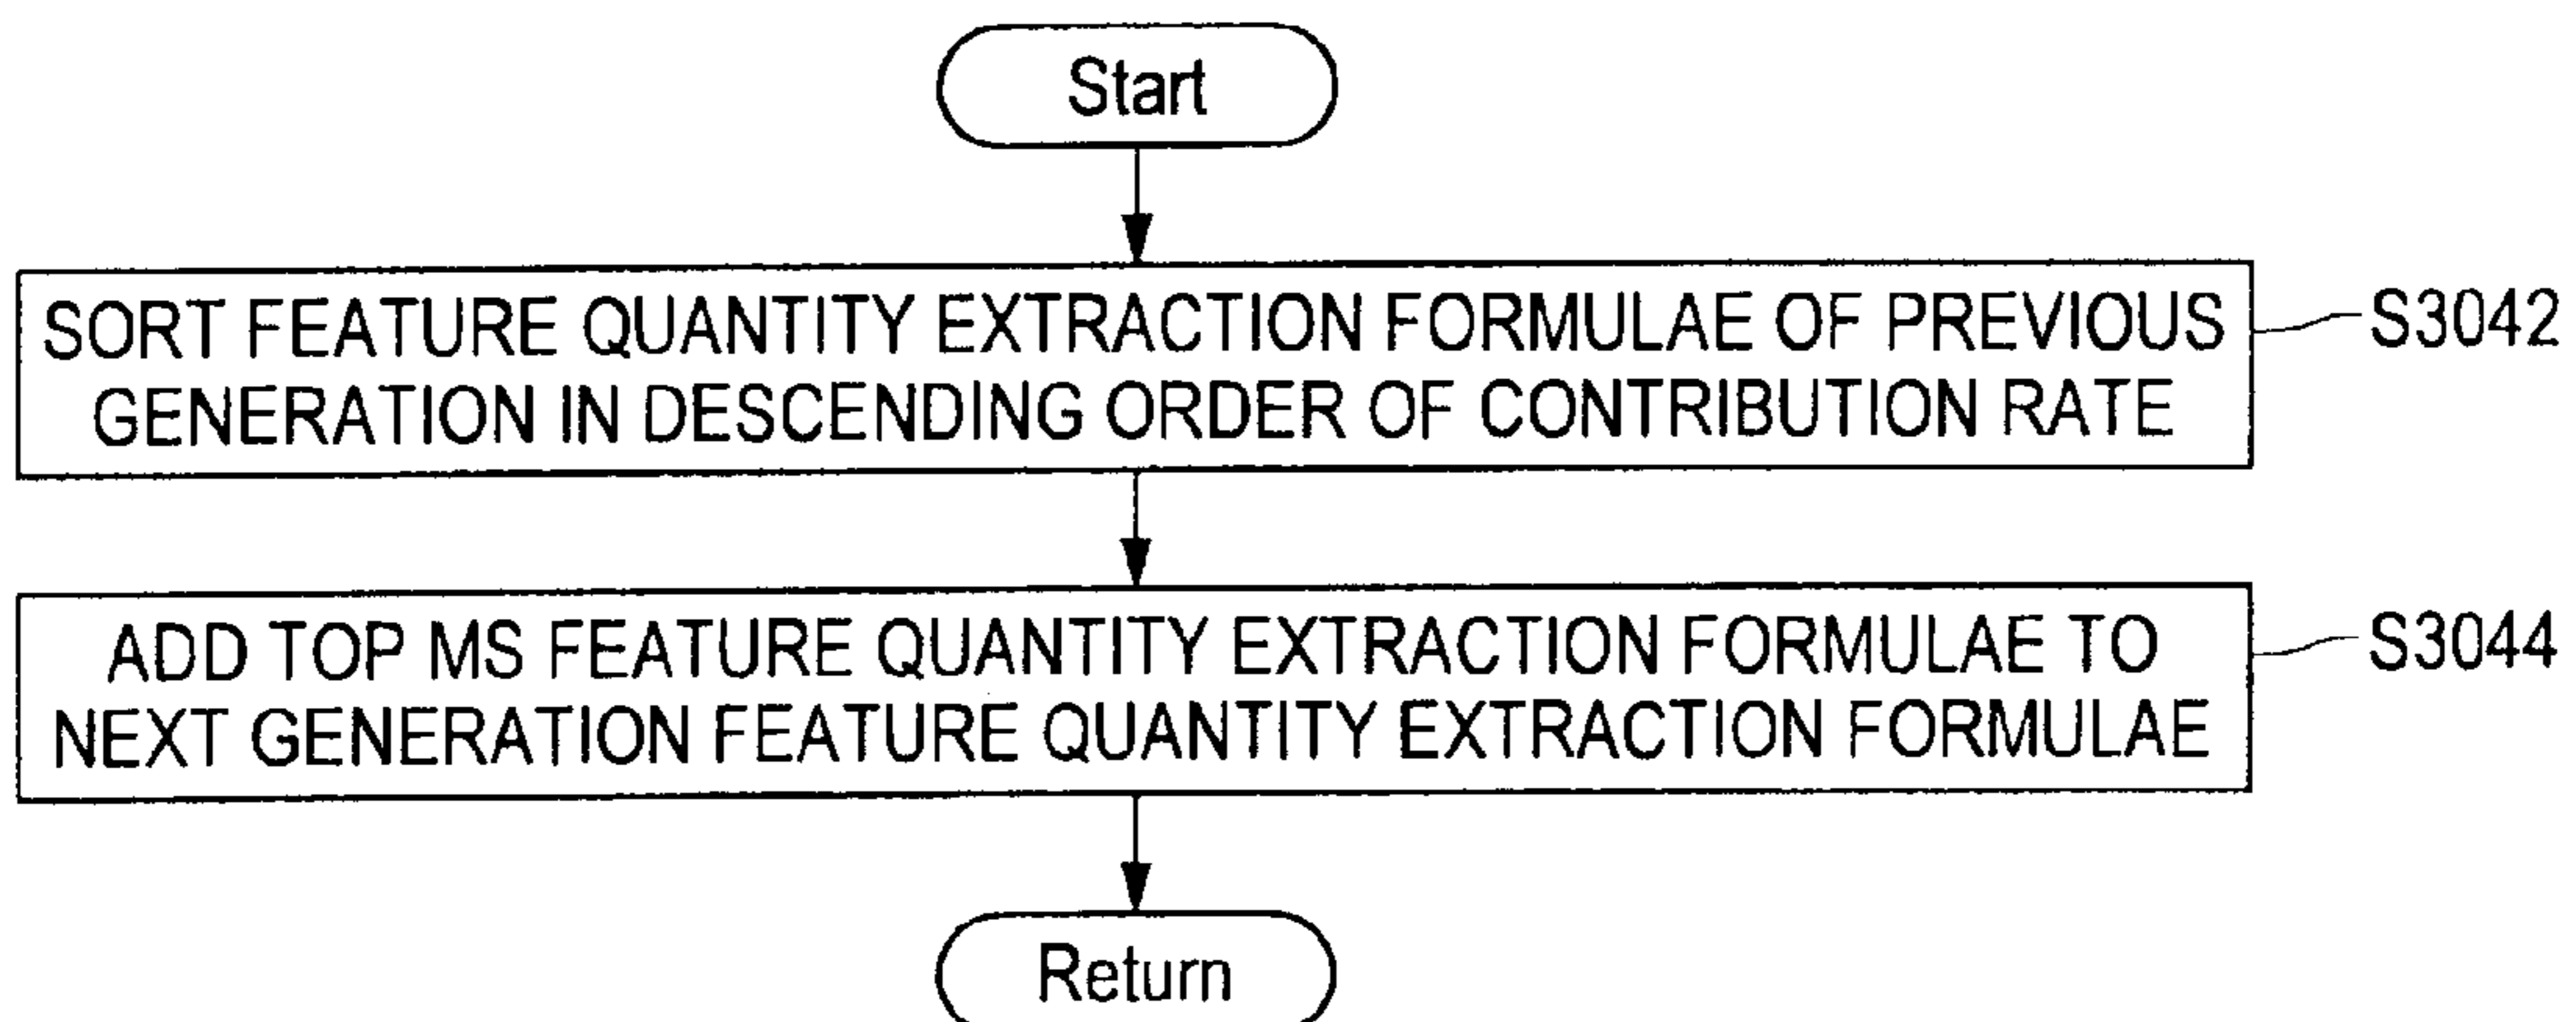 Start
SORT FEATURE QUANTITY EXTRACTION FORMULAE OF PREVIOUS
GENERATION IN DESCENDING ORDER OF CONTRIBUTION RATE
S3042
ADD TOP MS FEATURE QUANTITY EXTRACTION FORMULAE TO
NEXT GENERATION FEATURE QUANTITY EXTRACTION FORMULAE
S3044
Return